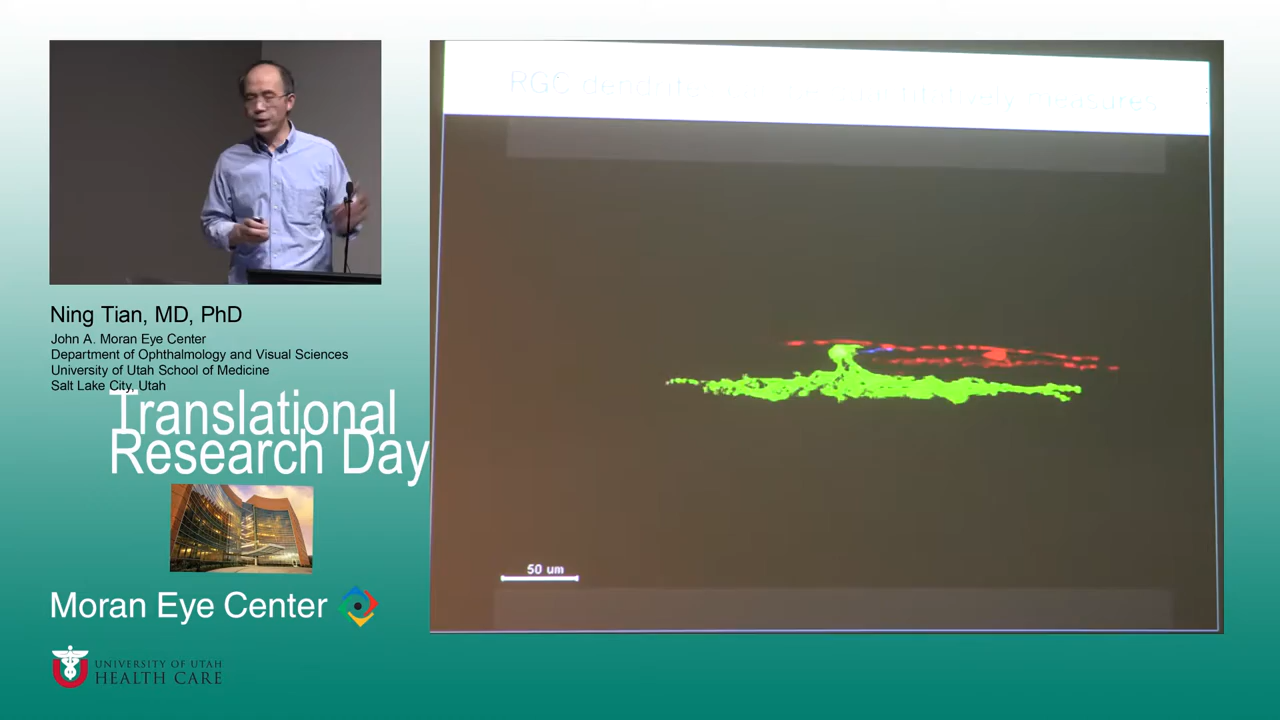 RGC dendrite quantitatively measures
50 um
Ning Tian, MD, PhD
John A. Moran Eye Center
Department of Ophthalmology and Visual Sciences
University of Utah School of Medicine
Salt Lake City, Utah
Translational
Research Day
Moran Eye Center
UNIVERSITY OF UTAH
HEALTH CARE